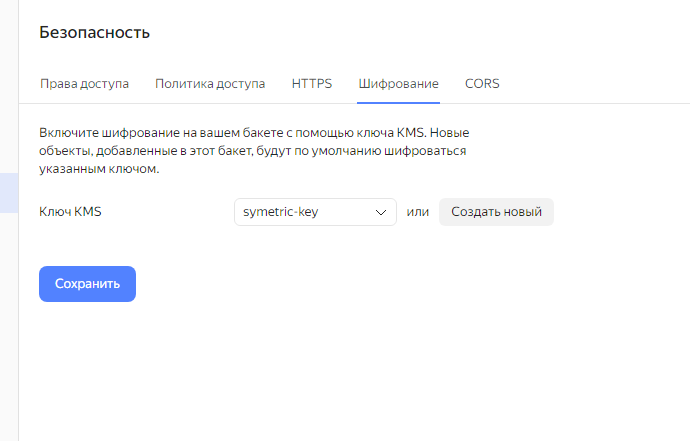 Безопасность
Права доступа Политика доступа HTTPS Шифрование CORS
Включите шифрование на вашем бакете с помощью ключа KMS. Новые
объекты, добавленные в этот бакет, будут по умолчанию шифроваться
указанным ключом.
Ключ KMS symetric-key или Создать новый
Сохранить